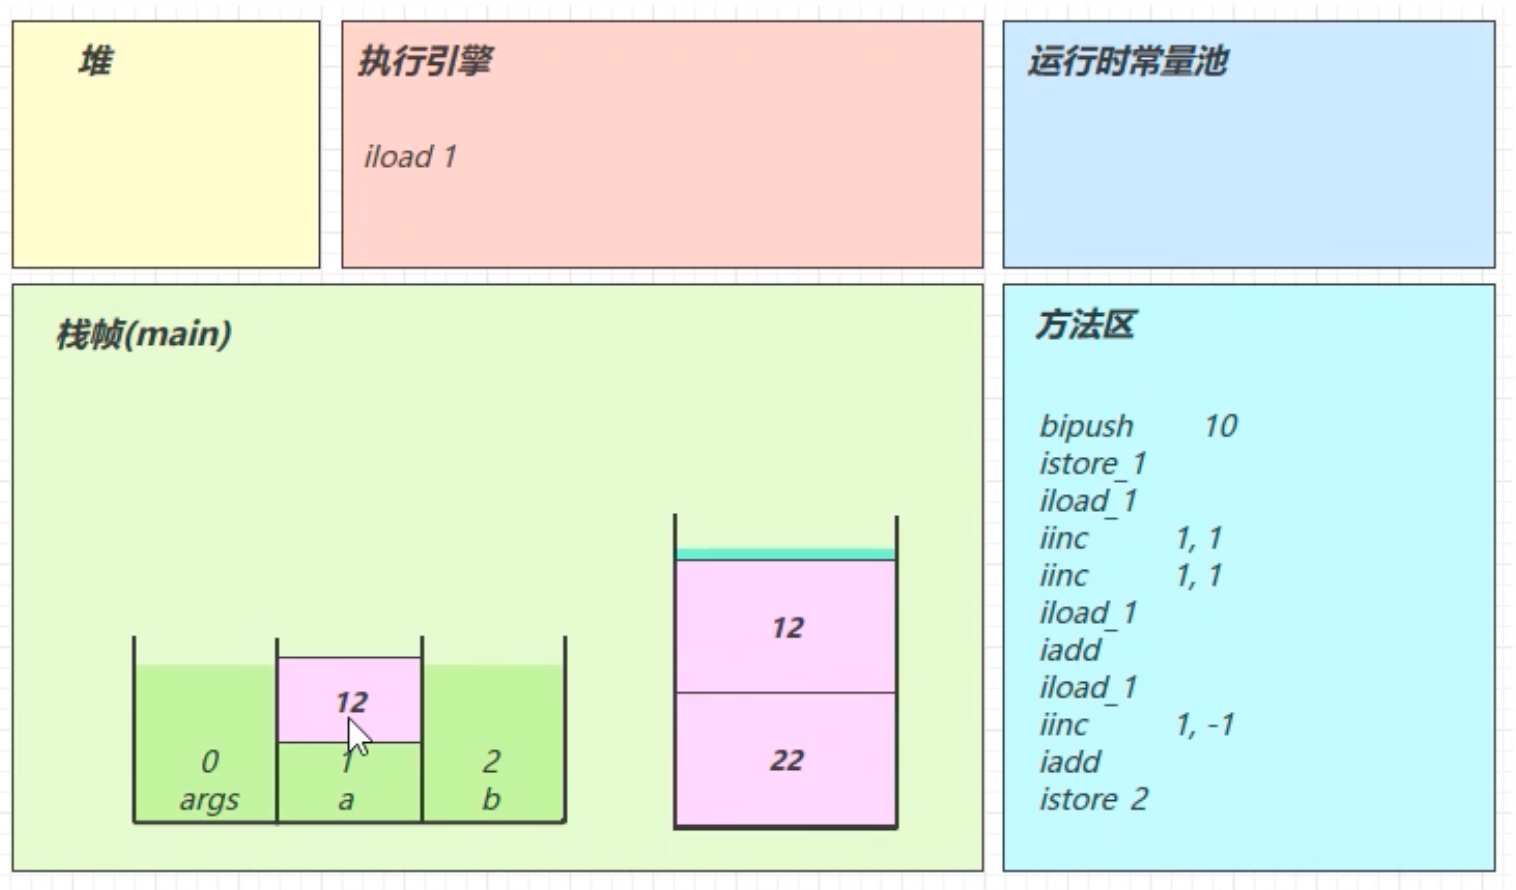 堆
执行引擎
iload 1
运行时常量池
栈帧(main)
12
0
1
2
args
a
b
12
22
方法区
bipush 10
istore_1
iload_1
iinc 1, 1
iinc 1, 1
iload_1
iadd
iload_1
iinc 1, -1
iadd
istore 2